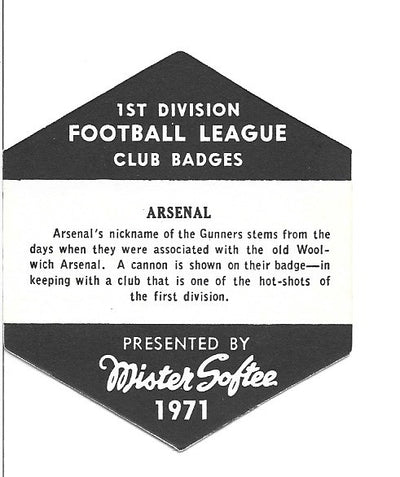 1ST DIVISION
FOOTBALL LEAGUE
CLUB BADGES
ARSENAL
Arsenal's nickname of the Gunners stems from the
days when they were associated with the old Wool-
wich Arsenal. A cannon is shown on their badge—in
keeping with a club that is one of the hot-shots of
the first division.
PRESENTED BY
Mister Softee
1971